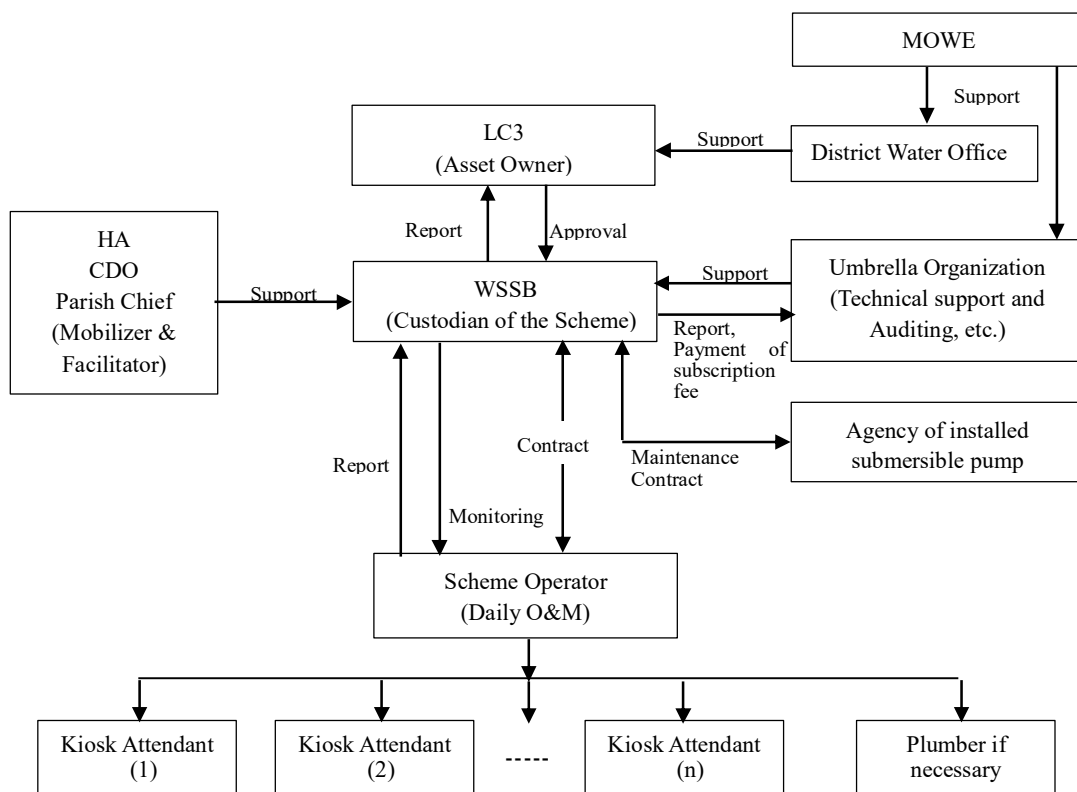 MOWE
Support
LC3
(Asset Owner)
Support
District Water Office
HA
CDO
Parish Chief
(Mobilizer &
Facilitator)
Report
Approval
Support
WSSB
(Custodian of the Scheme)
Support
Umbrella Organization
(Technical support and
Auditing, etc.)
Report,
Payment of
subscription
fee
Report
Contract
Maintenance
Contract
Agency of installed
submersible pump
Monitoring
Scheme Operator
(Daily O&M)
Kiosk Attendant
(1)
Kiosk Attendant
(2)
-----
Kiosk Attendant
(n)
Plumber if
necessary